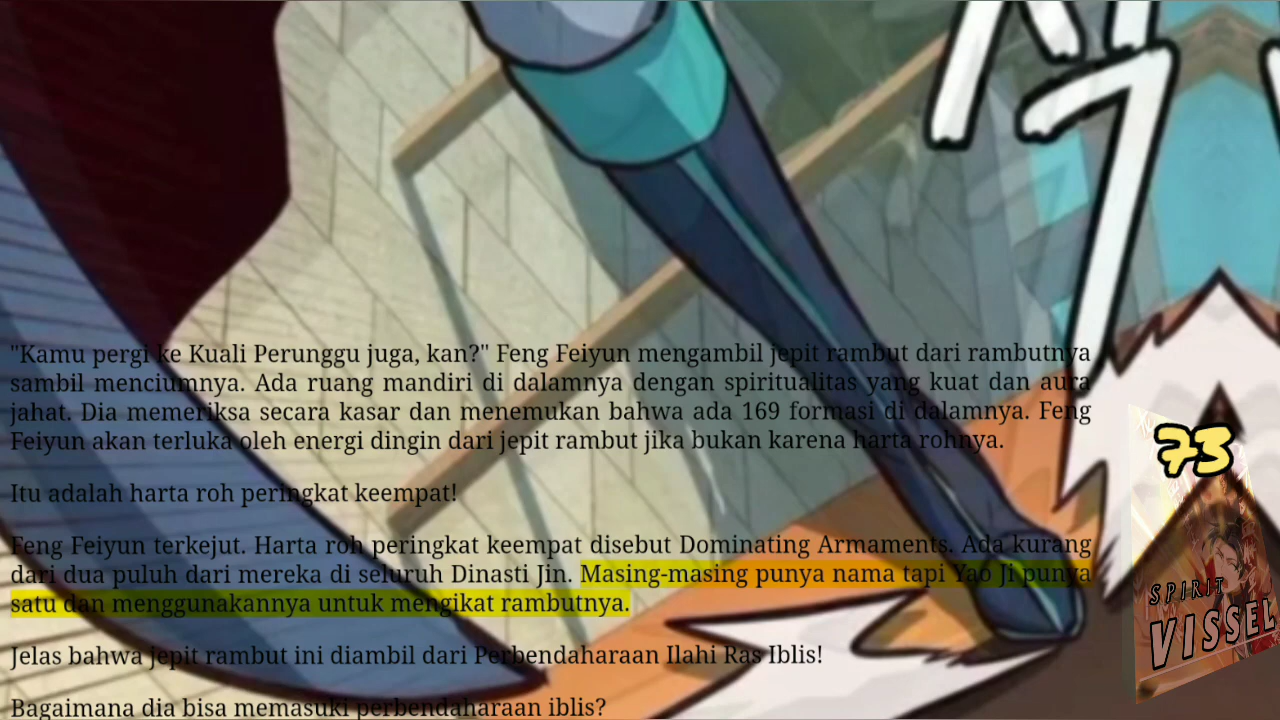 "Kamu pergi ke Kuali Perunggu juga, kan?" Feng Feiyun mengambil jepit rambut dari rambutnya
sambil menciumnya. Ada ruang mandiri di dalamnya dengan spiritualitas yang kuat dan aura
jahat. Dia memeriksa secara kasar dan menemukan bahwa ada 169 formasi di dalamnya. Feng
Feiyun akan terluka oleh energi dingin dari jepit rambut jika bukan karena harta rohnya.
Itu adalah harta roh peringkat keempat!
Feng Feiyun terkejut. Harta roh peringkat keempat disebut Dominating Armaments. Ada kurang
dari dua puluh dari mereka di seluruh Dinasti Jin. Masing-masing punya nama tapi Yao Ji punya
satu dan menggunakannya untuk mengikat rambutnya.
Jelas bahwa jepit rambut ini diambil dari Perbendaharaan Ilahi Ras Iblis!
Bagaimana dia bisa memasuki perbendaharaan iblis?
73
SPIRIT
VISSEL